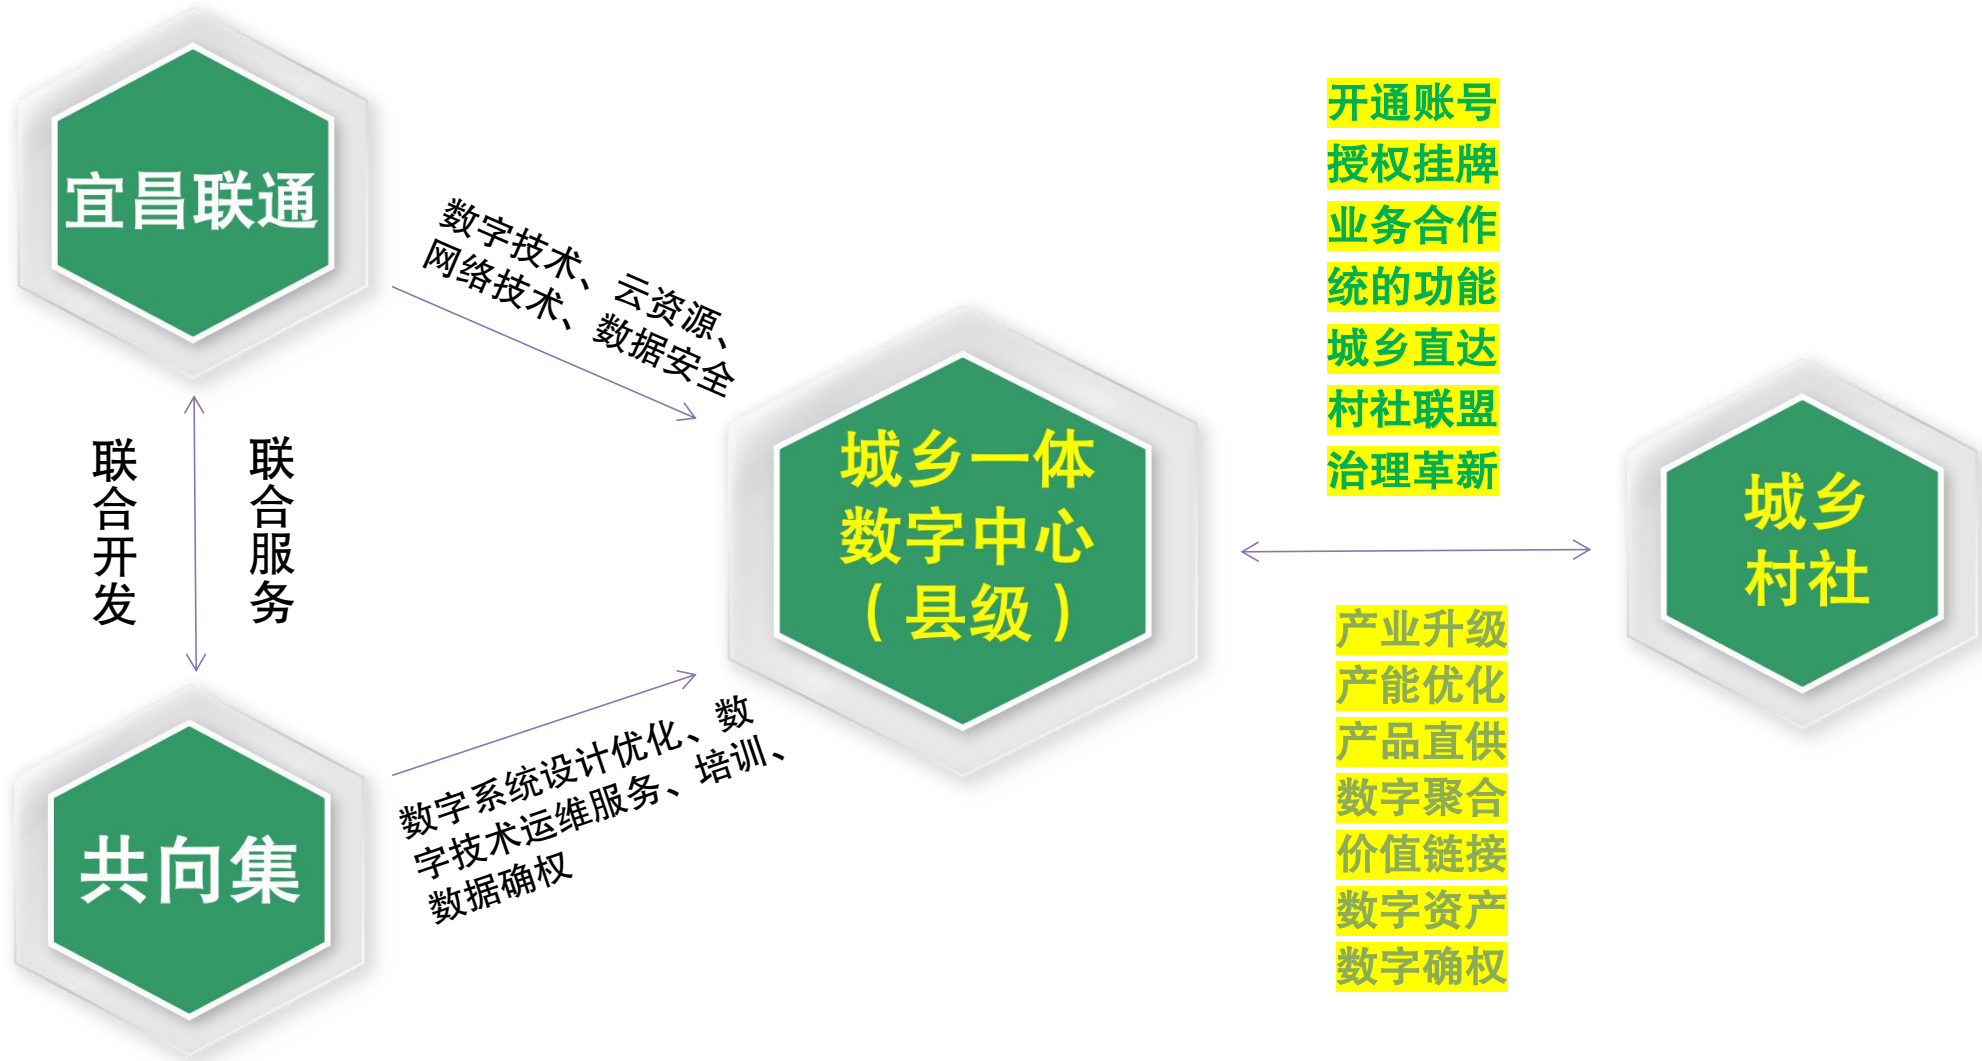 宜昌联通
数字技术、云资源、
网络技术、数据安全
联合开发
联合服务
共向集
数字系统设计优化、数
字技术运维服务、培训、
数据确权
城乡一体
数字中心
（县级）
开通账号
授权挂牌
业务合作
统的功能
城乡直达
村社联盟
治理革新
产业升级
产能优化
产品直供
数字聚合
价值链接
数字资产
数字确权
城乡
村社